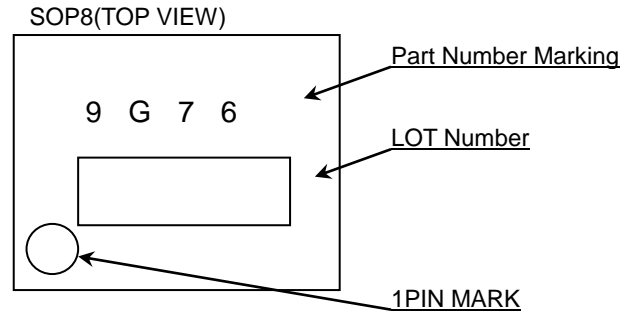 SOP8(TOP VIEW)
Part Number Marking
9 G 7 6
LOT Number
1PIN MARK